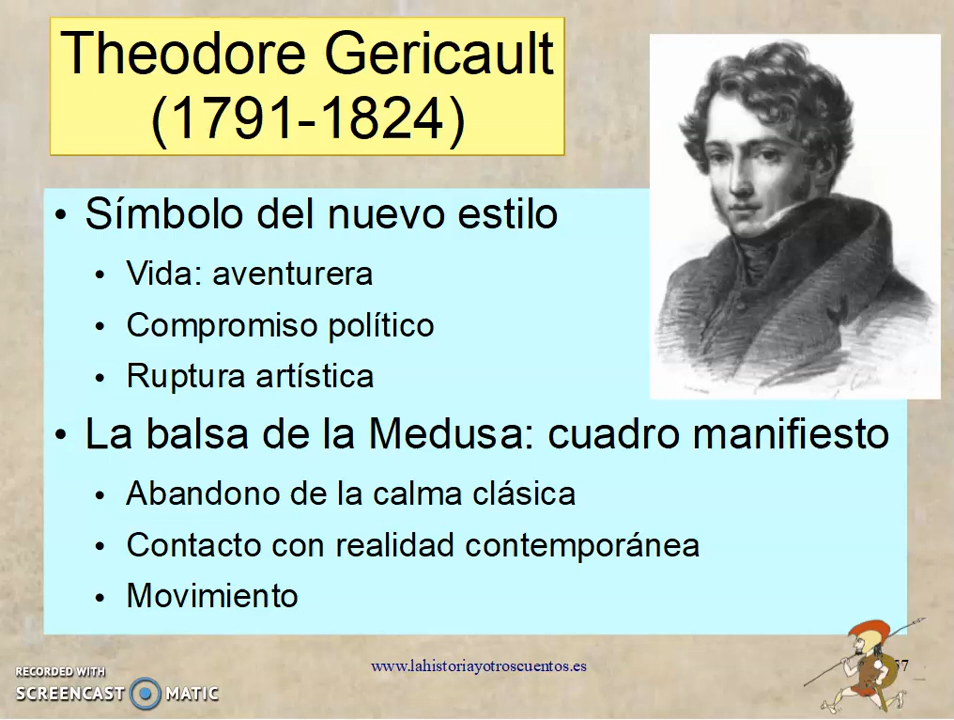 Theodore Gericault
(1791-1824)
• Símbolo del nuevo estilo
• Vida: aventurera
• Compromiso político
• Ruptura artística
• La balsa de la Medusa: cuadro manifiesto
• Abandono de la calma clásica
• Contacto con realidad contemporánea
• Movimiento
www.lahistoriayotroscuentos.es
RECORDED WITH
SCREENCAST MATIC